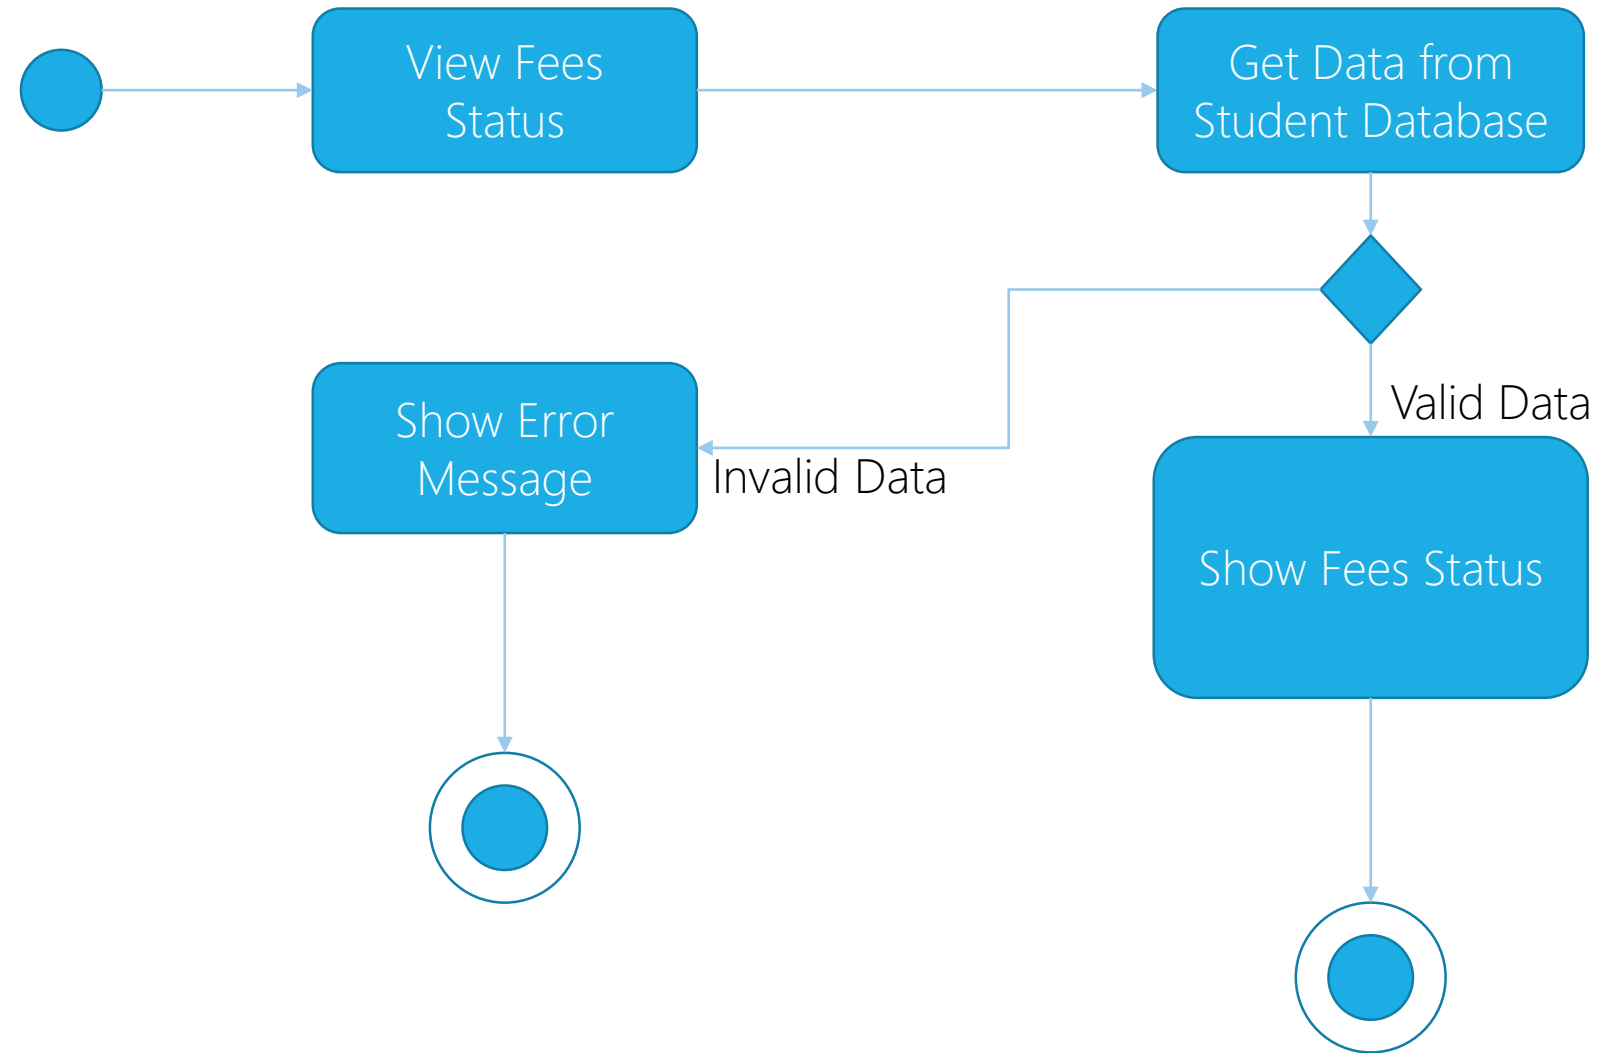 View Fees
Status
Get Data from
Student Database
Valid Data
Show Error
Message
Invalid Data
Show Fees Status